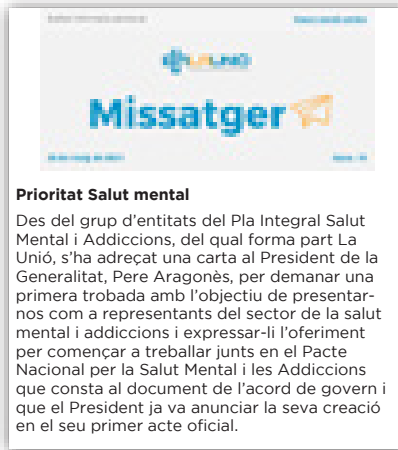 LAUNIÓ
Missatger
Prioritat Salut mental
Des del grup d'entitats del Pla Integral Salut
Mental i Addiccions, del qual forma part La
Unió, s'ha adreçat una carta al President de la
Generalitat, Pere Aragonès, per demanar una
primera trobada amb l'objectiu de presentar-
nos com a representants del sector de la salut
mental i addiccions i expressar-li l'oferiment
per començar a treballar junts en el Pacte
Nacional per la Salut Mental i les Addiccions
que consta al document de l'acord de govern i
que el President ja va anunciar la seva creació
en el seu primer acte oficial.